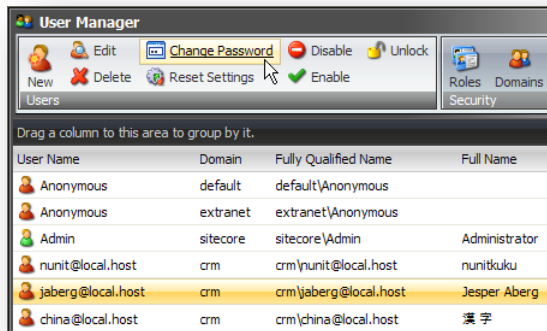 User Manager
New Edit Change Password Disable Unlock
Delete Reset Settings Enable
Roles Domains
Users Security
Drag a column to this area to group by it.
User Name Domain Fully Qualified Name Full Name
Anonymous default default\Anonymous
Anonymous extranet extranet\Anonymous
Admin sitecore sitecore\Admin Administrator
nunit@local.host crm crm\nunit@local.host nunitkuku
jaberg@local.host crm crm\jaberg@local.host Jesper Aberg
china@local.host crm crm\china@local.host 漢字